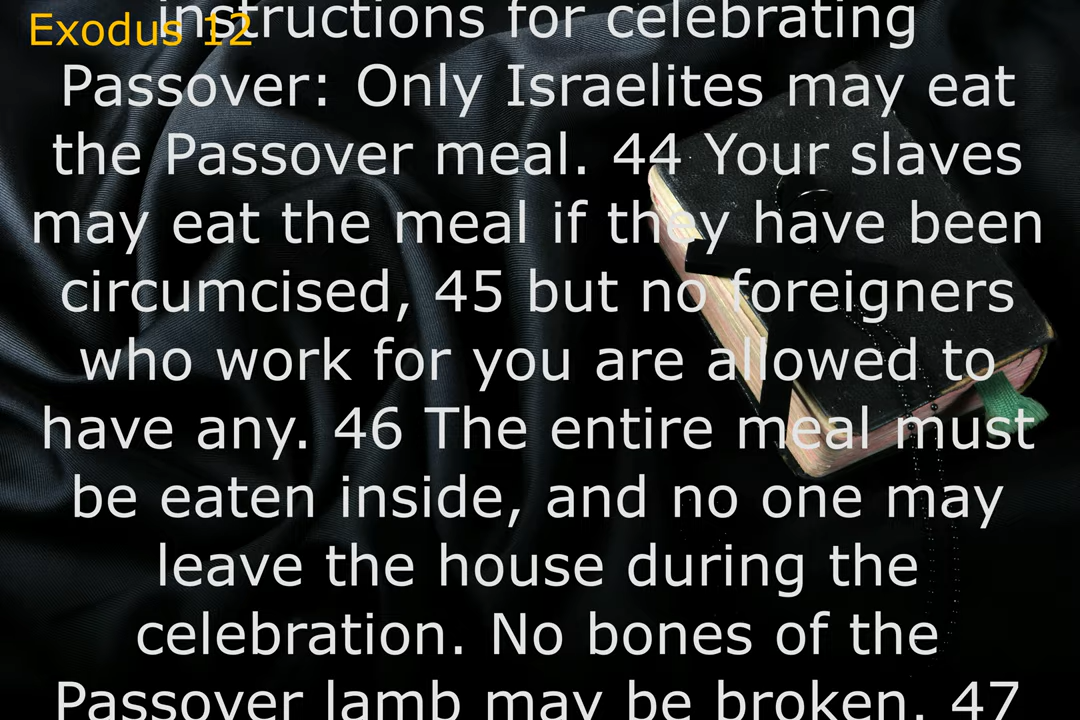 Exodus 12
instructions for celebrating
Passover: Only Israelites may eat
the Passover meal. 44 Your slaves
may eat the meal if they have been
circumcised, 45 but no foreigners
who work for you are allowed to
have any. 46 The entire meal must
be eaten inside, and no one may
leave the house during the
celebration. No bones of the
Passover lamb may be broken. 47